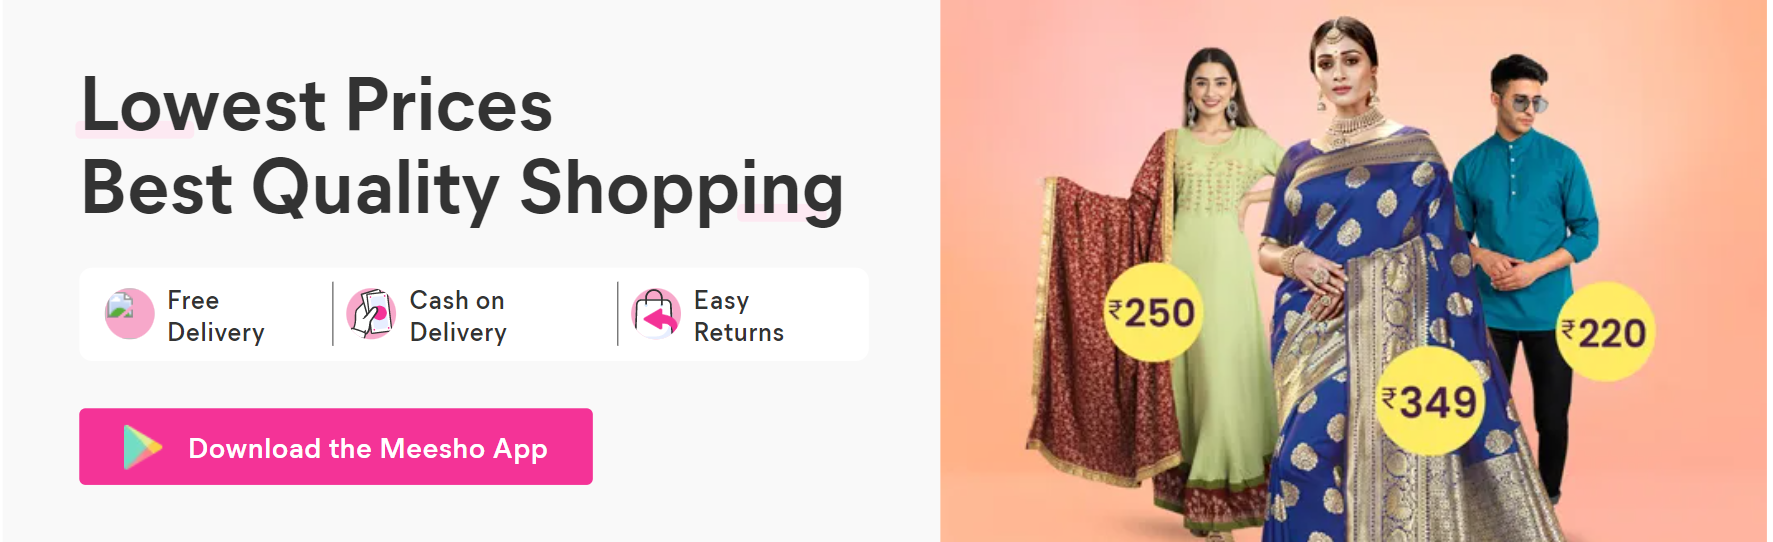 Lowest Prices
Best Quality Shopping
Free
Delivery
Cash on
Delivery
Easy
Returns
Download the Meesho App
₹250
₹349
₹220